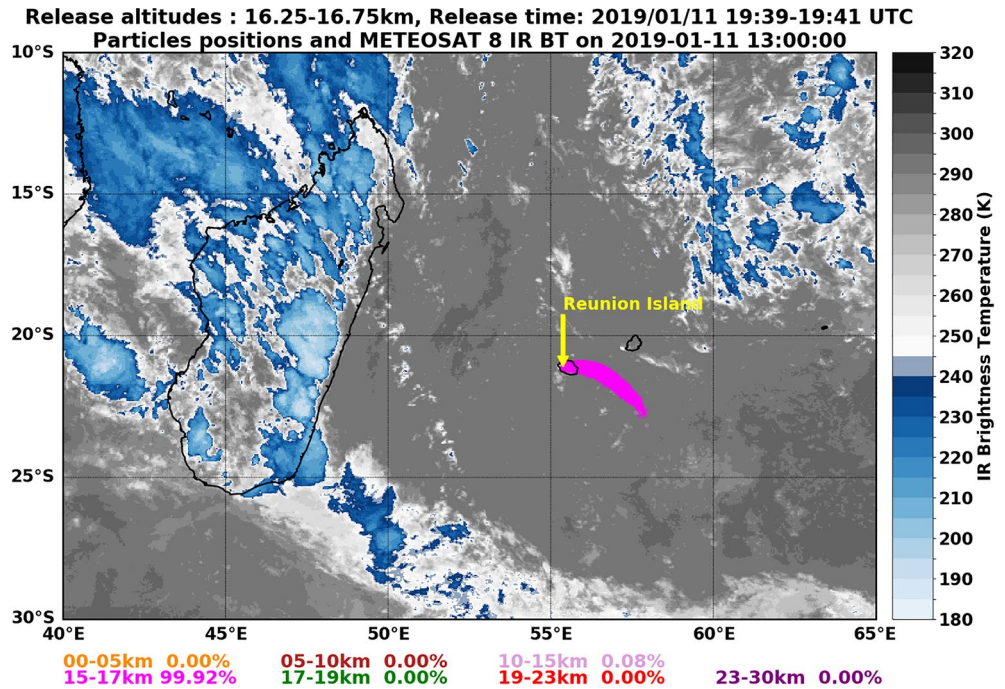 Release altitudes : 16.25-16.75km, Release time: 2019/01/11 19:39-19:41 UTC
Particles positions and METEOSAT 8 IR BT on 2019-01-11 13:00:00
10°S
15°S
20°S
25°S
30°S
40°E 45°E 50°E 55°E 60°E 65°E
Reunion Island
320
310
300
290
280
270
260
250
240
230
220
210
200
190
180
IR Brightness Temperature (K)
00-05km 0.00% 05-10km 0.00% 10-15km 0.08%
15-17km 99.92% 17-19km 0.00% 19-23km 0.00% 23-30km 0.00%